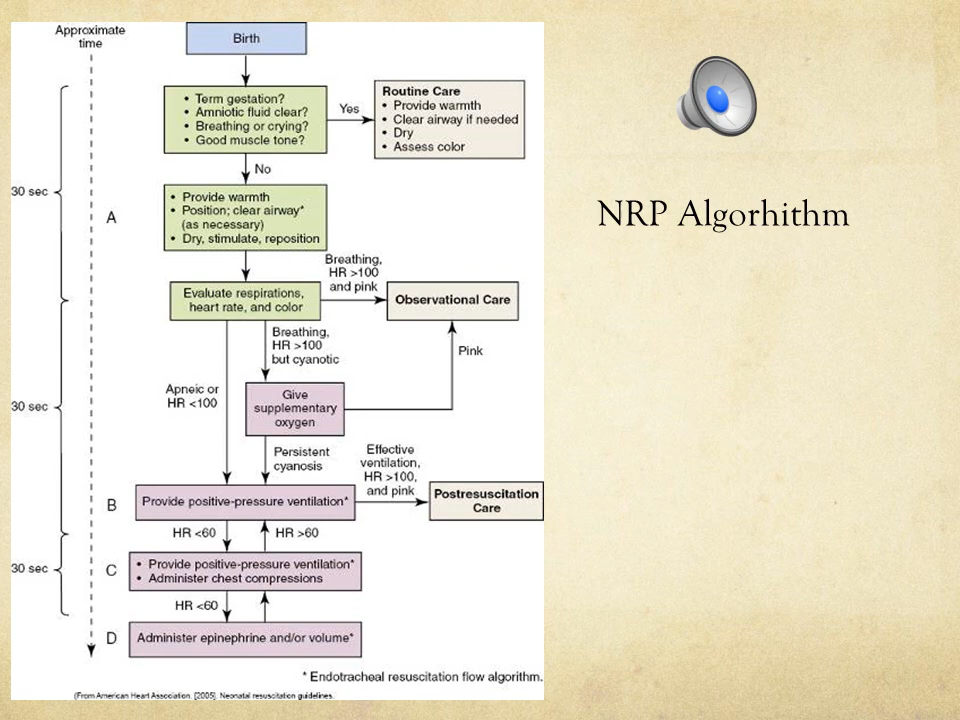 Approximate
time
Birth
• Term gestation?
• Amniotic fluid clear?
• Breathing or crying?
• Good muscle tone?
Yes
Routine Care
• Provide warmth
• Clear airway if needed
• Dry
• Assess color
No
30 sec
A
• Provide warmth
• Position; clear airway*
(as necessary)
• Dry, stimulate, reposition
NRP Algorhithm
Breathing,
HR >100
and pink
Evaluate respirations,
heart rate, and color
Observational Care
Breathing,
HR >100
but cyanotic
Pink
Apneic or
HR <100
30 sec
Give
supplementary
oxygen
Persistent
cyanosis
Effective
ventilation,
HR >100,
and pink
B
Provide positive-pressure ventilation*
Postresuscitation
Care
HR <60
HR >60
30 sec
C
• Provide positive-pressure ventilation*
• Administer chest compressions
HR <60
D
Administer epinephrine and/or volume*
* Endotracheal resuscitation flow algorithm.
(From American Heart Association. [2005]. Neonatal resuscitation guidelines.